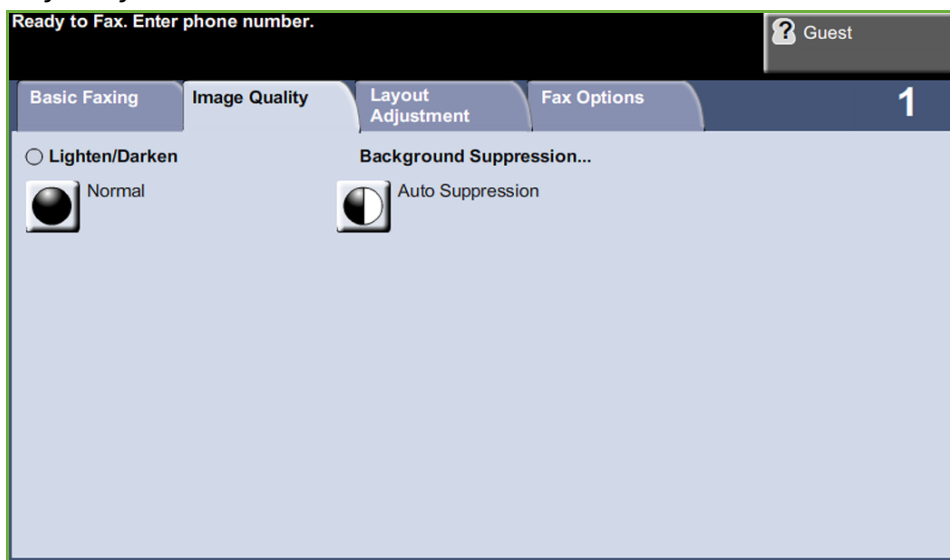 Ready to Fax. Enter phone number.
? Guest
Basic Faxing
Image Quality
Layout
Adjustment
Fax Options
1
Lighten/Darken
Background Suppression...
Normal
Auto Suppression